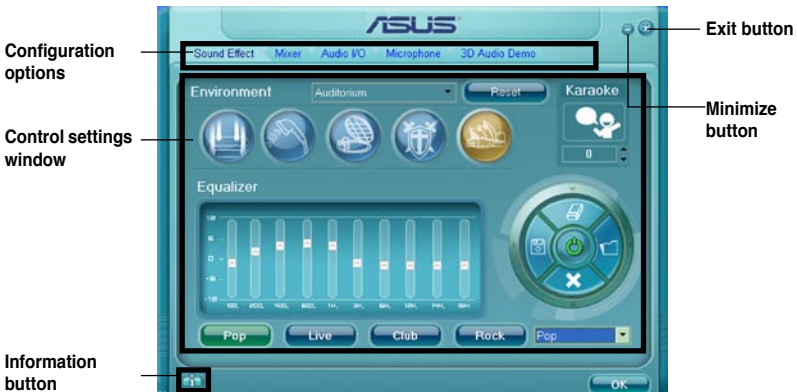 ASUS
Exit button
Configuration
options
Sound Effect Mixer Audio I/O Microphone 3D Audio Demo
Environment Auditorium Reset Karaoke
Minimize
button
Control settings
window
0
Equalizer
Pop Live Club Rock Pop
Information
button
OK